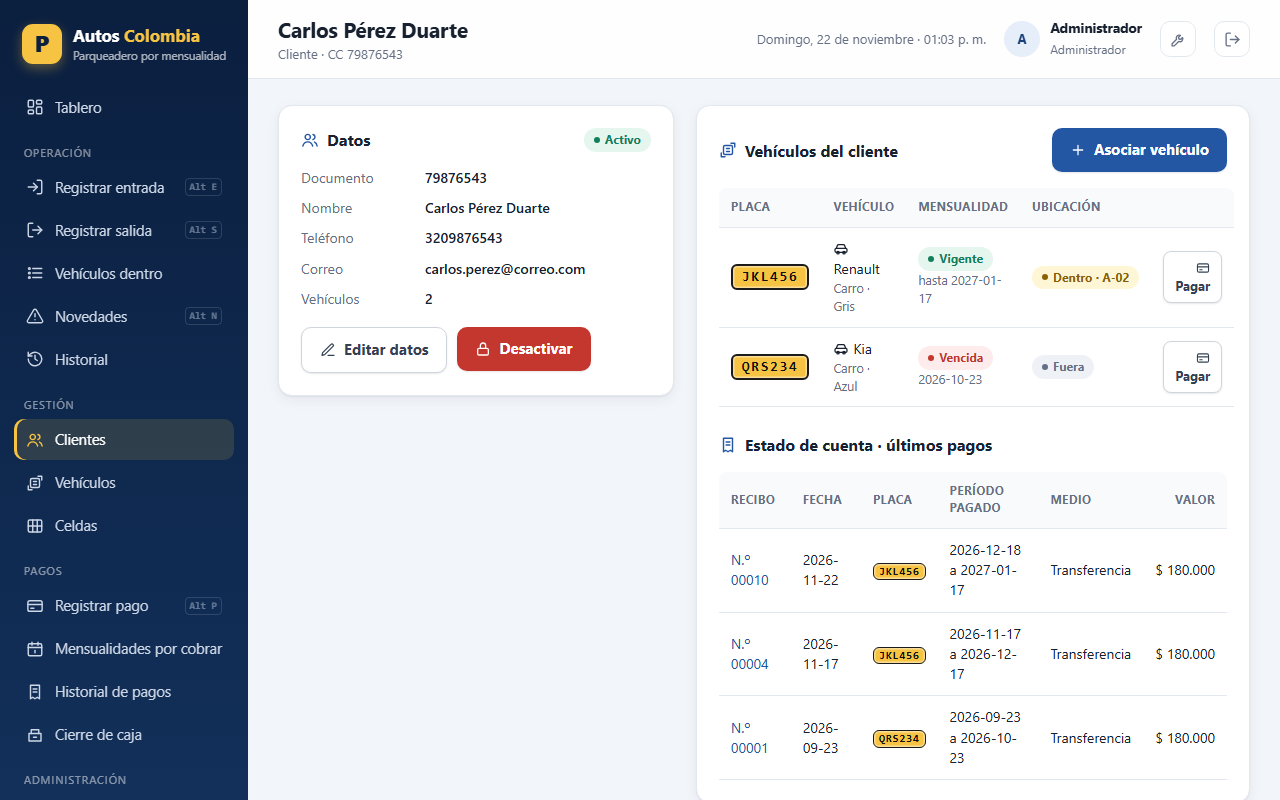 P
Autos Colombia
Parqueadero por mensualidad
Tablero
OPERACIÓN
Registrar entrada Alt E
Registrar salida Alt S
Vehículos dentro
Novedades Alt N
Historial
GESTIÓN
Clientes
Vehículos
Celdas
PAGOS
Registrar pago Alt P
Mensualidades por cobrar
Historial de pagos
Cierre de caja
ADMINISTRACIÓN
Carlos Pérez Duarte
Cliente · CC 79876543
Domingo, 22 de noviembre · 01:03 p. m.
A
Administrador
Administrador
Datos
Activo
Documento 79876543
Nombre Carlos Pérez Duarte
Teléfono 3209876543
Correo carlos.perez@correo.com
Vehículos 2
Editar datos
Desactivar
Vehículos del cliente
Asociar vehículo
PLACA VEHÍCULO MENSUALIDAD UBICACIÓN
JKL456
Renault
Carro ·
Gris
Vigente
hasta 2027-01-
17
Dentro · A-02
Pagar
QRS234
Kia
Carro ·
Azul
Vencida
2026-10-23
Fuera
Pagar
Estado de cuenta · últimos pagos
RECIBO FECHA PLACA PERÍODO
PAGADO MEDIO VALOR
N.º
00010
2026-
11-22
JKL456
2026-12-18
a 2027-01-
17
Transferencia
$ 180.000
N.º
00004
2026-
11-17
JKL456
2026-11-17
a 2026-12-
17
Transferencia
$ 180.000
N.º
00001
2026-
09-23
QRS234
2026-09-23
a 2026-10-
23
Transferencia
$ 180.000